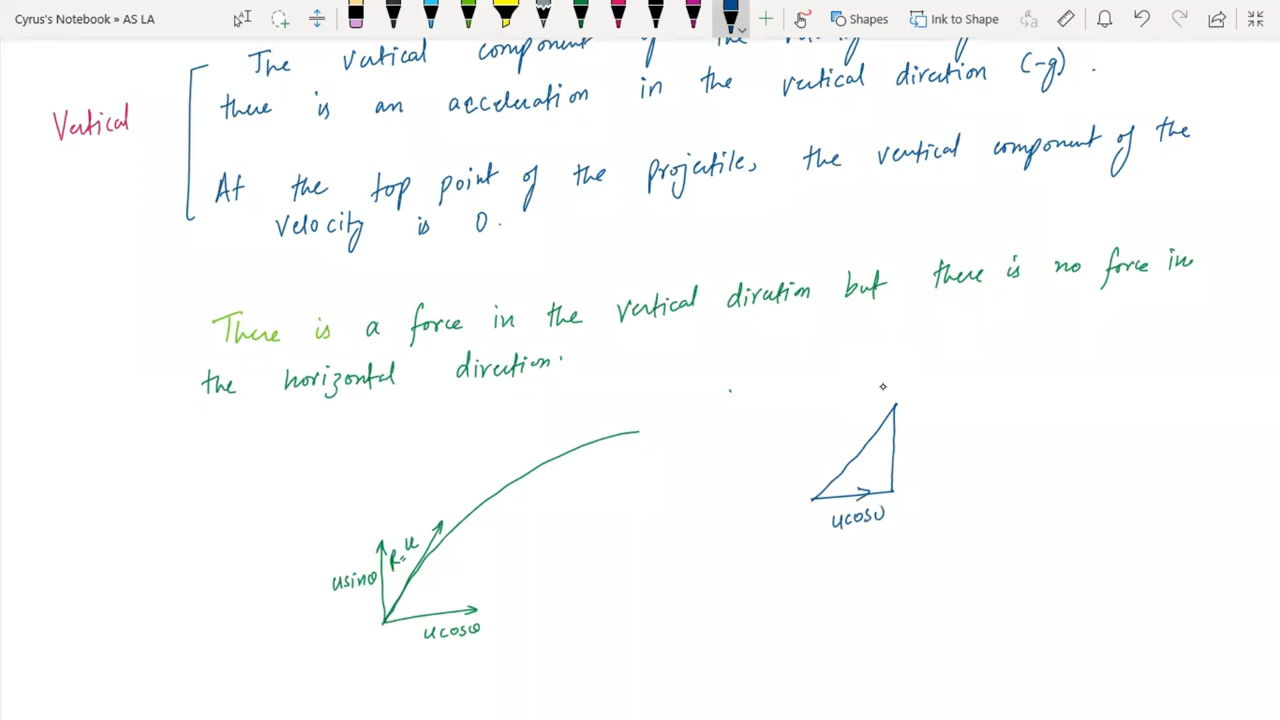 Cyrus's Notebook » AS LA
Shapes
Ink to Shape
The vertical component of the
there is an acceleration in the vertical direction (-g).
Vertical
At the top point of the projectile, the vertical component of the
velocity is 0.
There is a force in the vertical direction but there is no force in
the horizontal direction.
R=u
usinθ
ucosθ
ucosθ